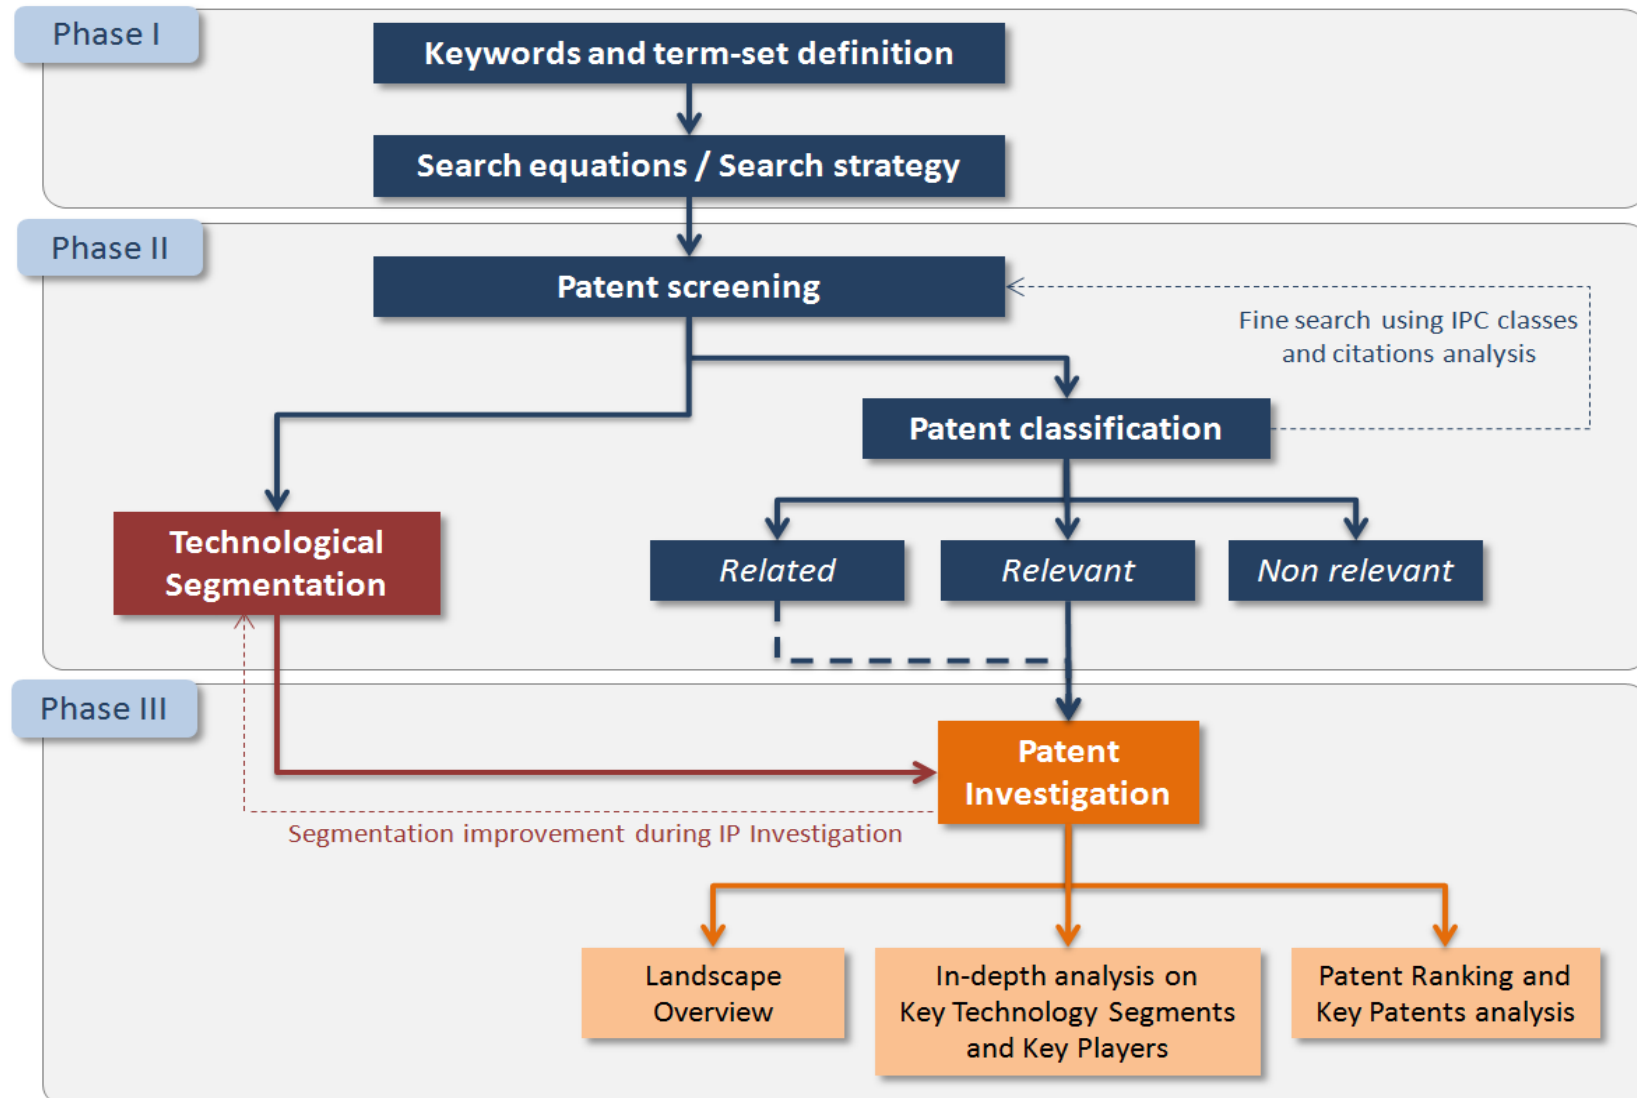 Phase I
Keywords and term-set definition
Search equations / Search strategy
Phase II
Patent screening
Fine search using IPC classes
and citations analysis
Patent classification
Technological
Segmentation
Related
Relevant
Non relevant
Phase III
Patent
Investigation
Segmentation improvement during IP Investigation
Landscape
Overview
In-depth analysis on
Key Technology Segments
and Key Players
Patent Ranking and
Key Patents analysis